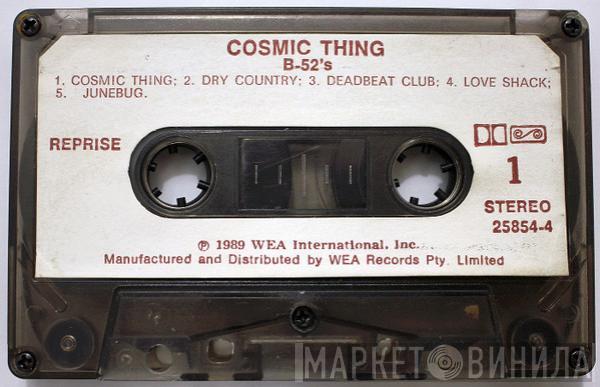 COSMIC THING
B-52's
1. COSMIC THING; 2. DRY COUNTRY; 3. DEADBEAT CLUB; 4. LOVE SHACK;
5. JUNEBUG.
REPRISE
1
STEREO
25854-4
℗ 1989 WEA International, Inc.
Manufactured and Distributed by WEA Records Pty. Limited
МАРКЕТ ВИНИЛА